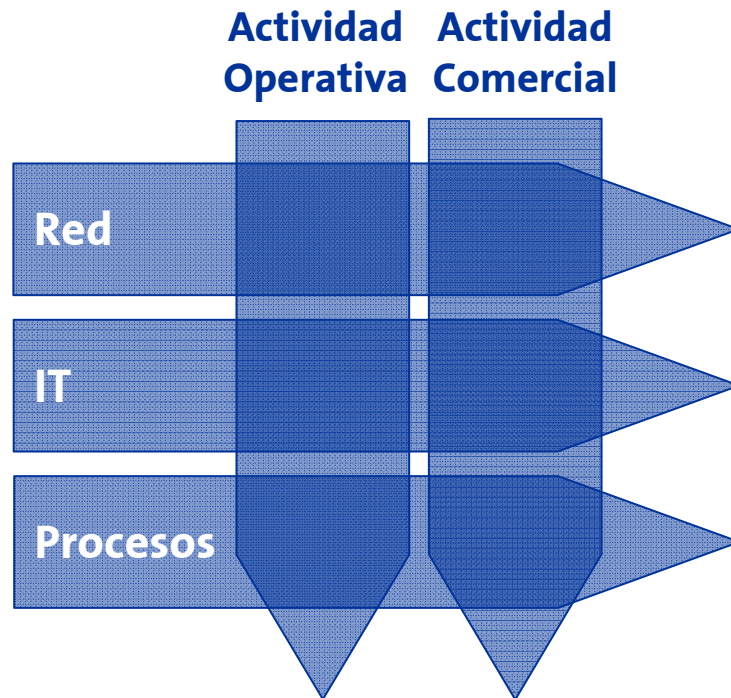 Actividad
Operativa
Actividad
Comercial
Red
IT
Procesos